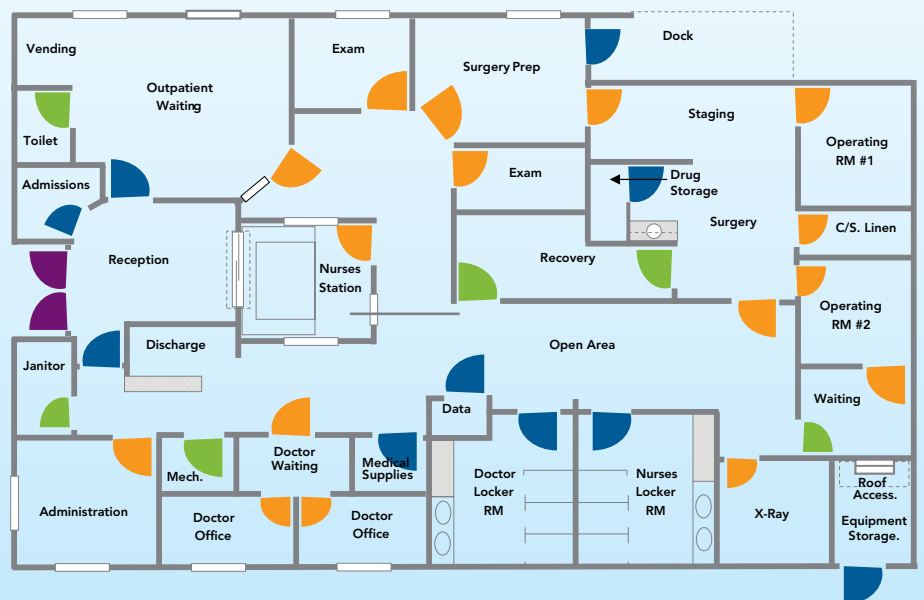 Vending
Exam
Dock
Surgery Prep
Outpatient
Waiting
Staging
Toilet
Operating
RM #1
Exam
Drug
Storage
Admissions
Surgery
C/S. Linen
Reception
Recovery
Nurses
Station
Operating
RM #2
Discharge
Open Area
Janitor
Waiting
Data
Doctor
Waiting
Medical
Supplies
Mech.
Doctor
Locker
RM
Nurses
Locker
RM
Roof
Access.
Administration
Doctor
Office
Doctor
Office
X-Ray
Equipment
Storage.